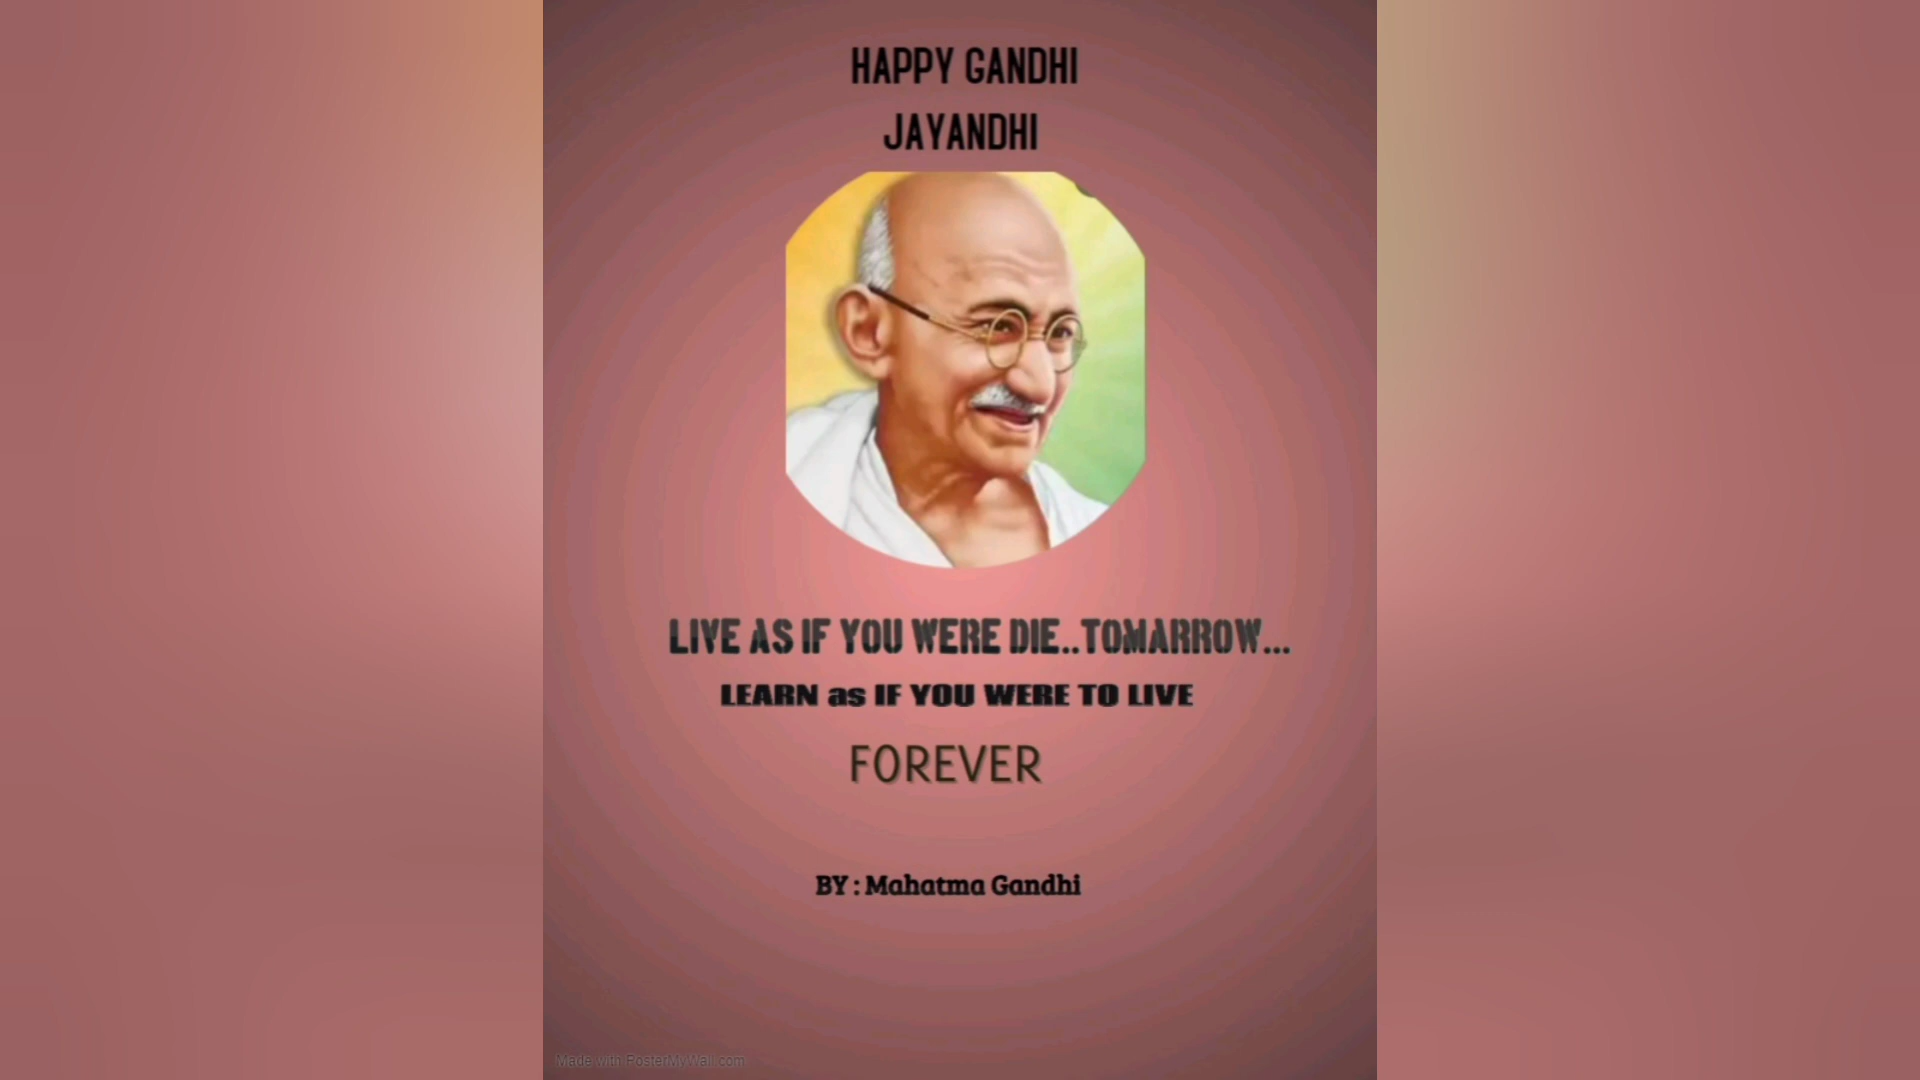 HAPPY GANDHI
JAYANDHI
LIVE AS IF YOU WERE DIE..TOMARROW...
LEARN as IF YOU WERE TO LIVE
FOREVER
BY : Mahatma Gandhi
Made with PosterMyWall.com